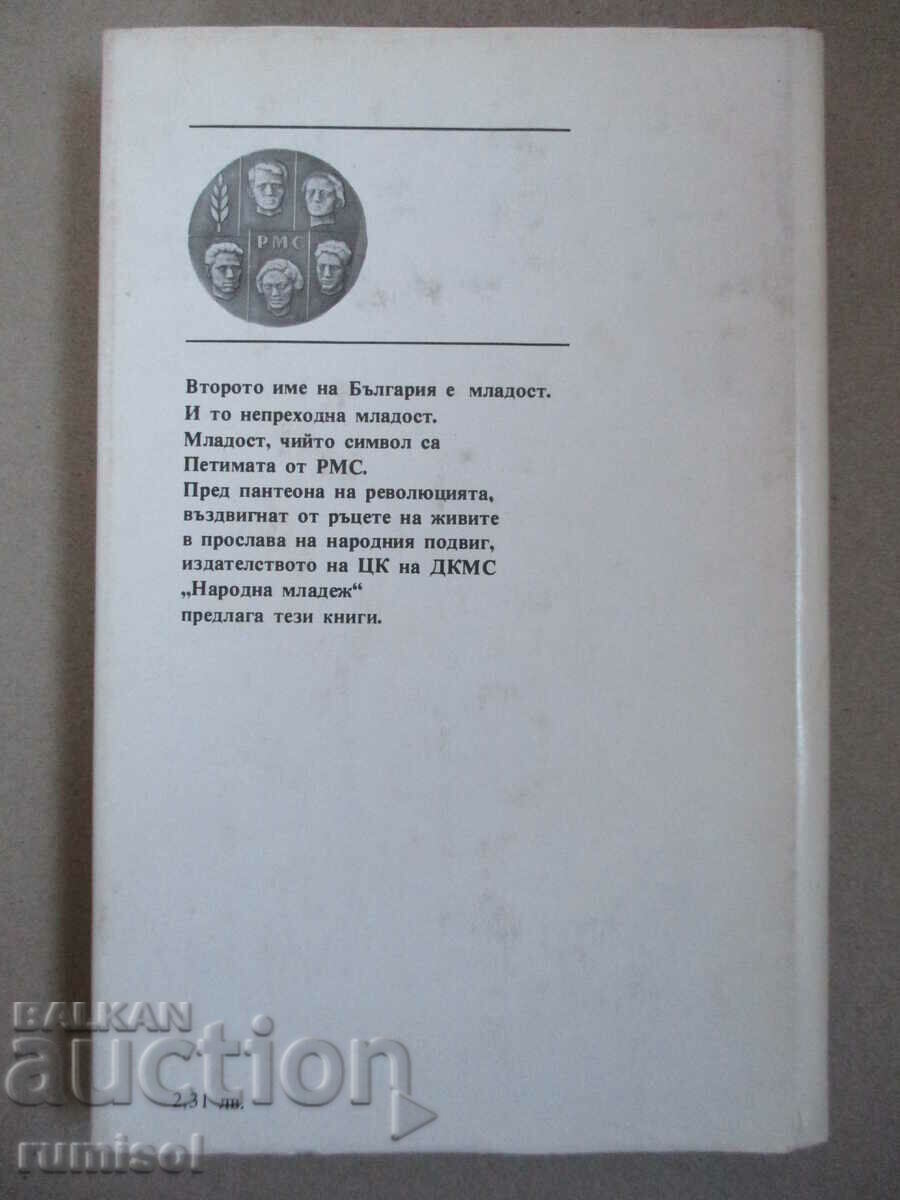 РМС
Второто име на България е младост.
И то непреходна младост.
Младост, чийто символ са
Петимата от РМС.
Пред пантеона на революцията,
въздвигнат от ръцете на живите
в прослава на народния подвиг,
издателството на ЦК на ДКМС
„Народна младеж“
предлага тези книги.
BALKAN
auction
2,31 лв.
rumisol